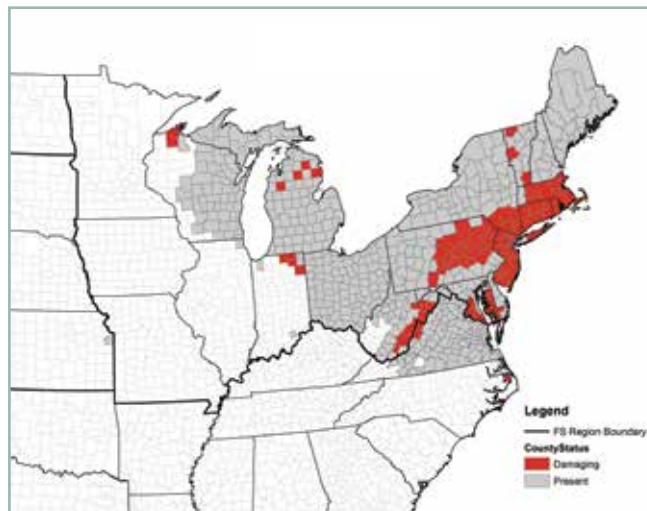 Legend
FS Region Boundary
CountyStatus
Damaging
Present